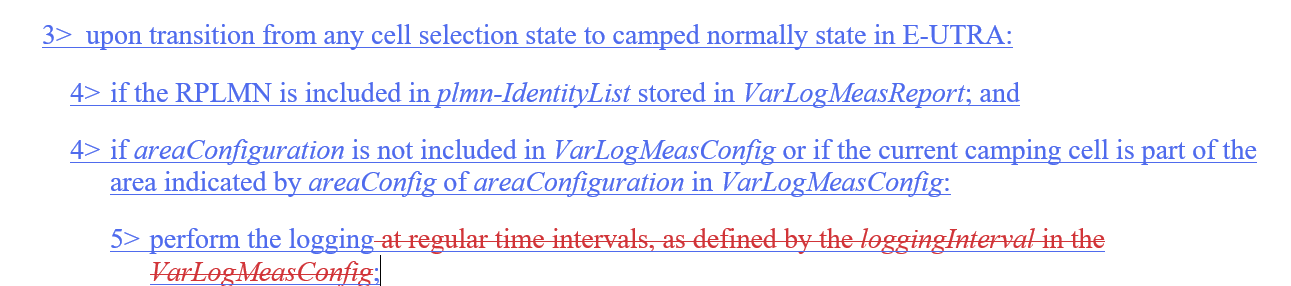 3> upon transition from any cell selection state to camped normally state in E-UTRA:
4> if the RPLMN is included in plmn-IdentityList stored in VarLogMeasReport; and
4> if areaConfiguration is not included in VarLogMeasConfig or if the current camping cell is part of the
area indicated by areaConfig of areaConfiguration in VarLogMeasConfig:
5> perform the logging at regular time intervals, as defined by the loggingInterval in the
VarLogMeasConfig;